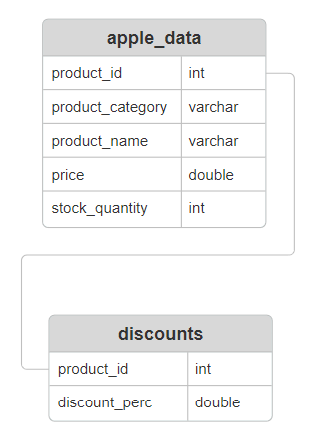 apple_data
product_id int
product_category varchar
product_name varchar
price double
stock_quantity int
discounts
product_id int
discount_perc double